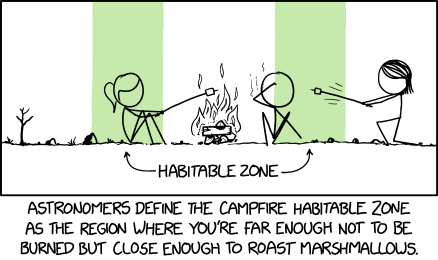 HABITABLE ZONE
ASTRONOMERS DEFINE THE CAMPFIRE HABITABLE ZONE
AS THE REGION WHERE YOU'RE FAR ENOUGH NOT TO BE
BURNED BUT CLOSE ENOUGH TO ROAST MARSHMALLOWS.